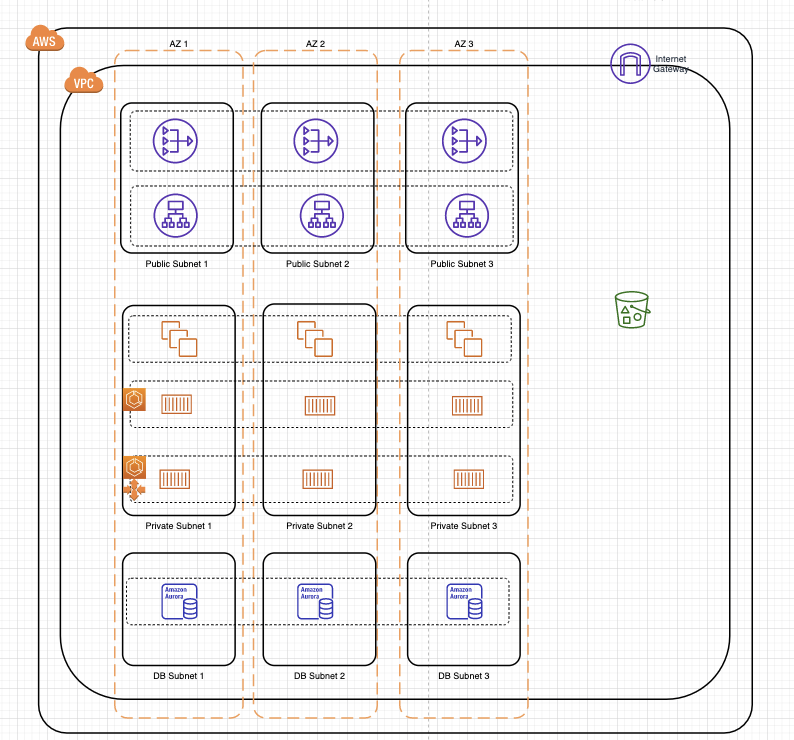 AWS
AZ 1
AZ 2
AZ 3
Internet
Gateway
VPC
Public Subnet 1
Public Subnet 2
Public Subnet 3
Private Subnet 1
Private Subnet 2
Private Subnet 3
Amazon
Aurora
Amazon
Aurora
Amazon
Aurora
DB Subnet 1
DB Subnet 2
DB Subnet 3